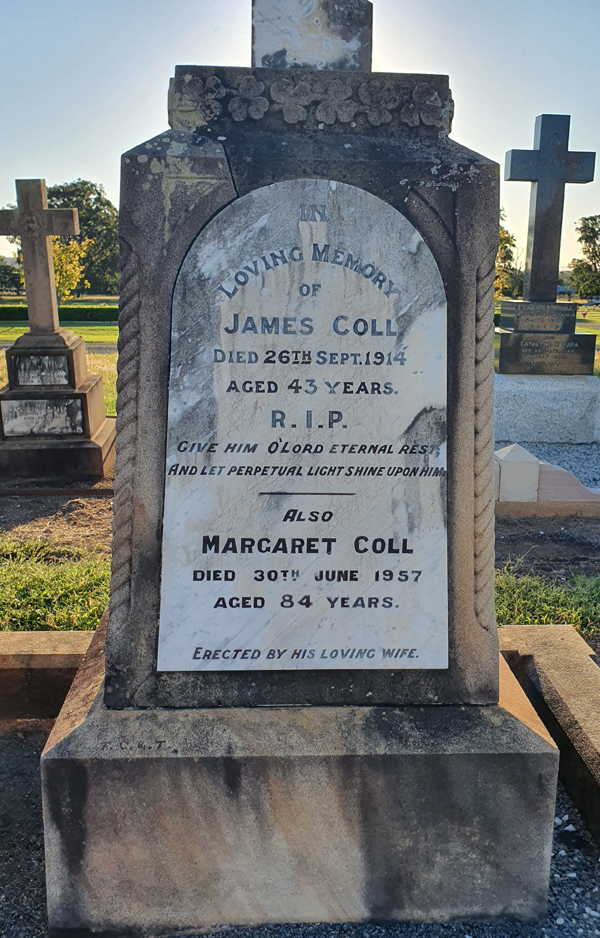 IN
LOVING MEMORY
OF
JAMES COLL
DIED 26TH SEPT. 1914
AGED 43 YEARS.
R.I.P.
GIVE HIM O'LORD ETERNAL REST,
AND LET PERPETUAL LIGHT SHINE UPON HIM.
ALSO
MARGARET COLL
DIED 30TH JUNE 1957
AGED 84 YEARS.
ERECTED BY HIS LOVING WIFE.